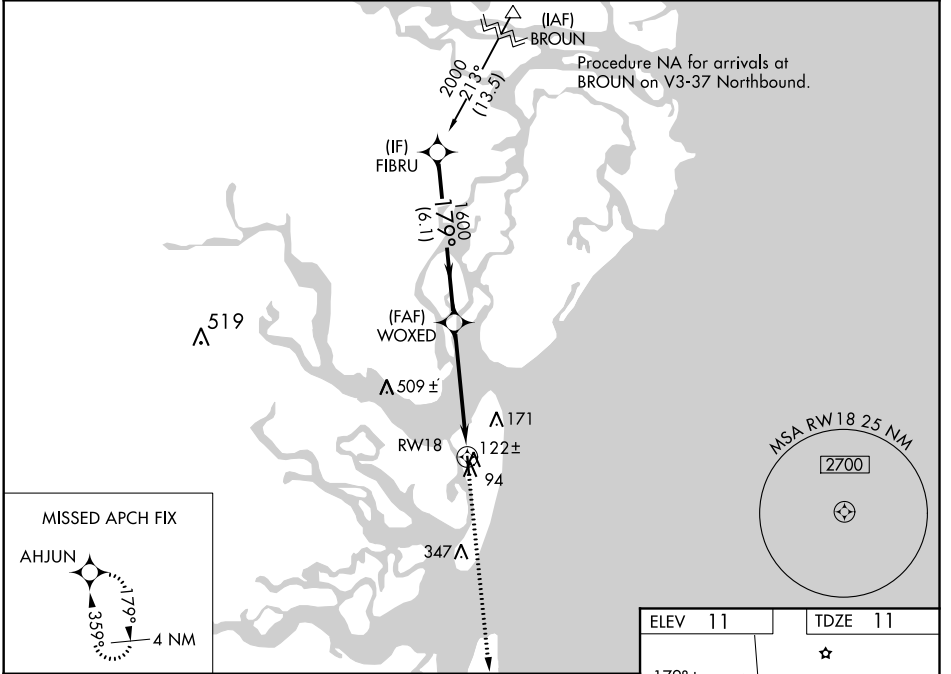 (IAF)
BROUN
Procedure NA for arrivals at
BROUN on V3-37 Northbound.
2000
213°
(13.5)
(IF)
FIBRU
1600
179°
(6.1)
(FAF)
WOXED
519
509 ±
171
RW18
122±
94
347
MSA RW 18 25 NM
2700
MISSED APCH FIX
AHJUN
179°
359°
4 NM
ELEV 11
TDZE 11